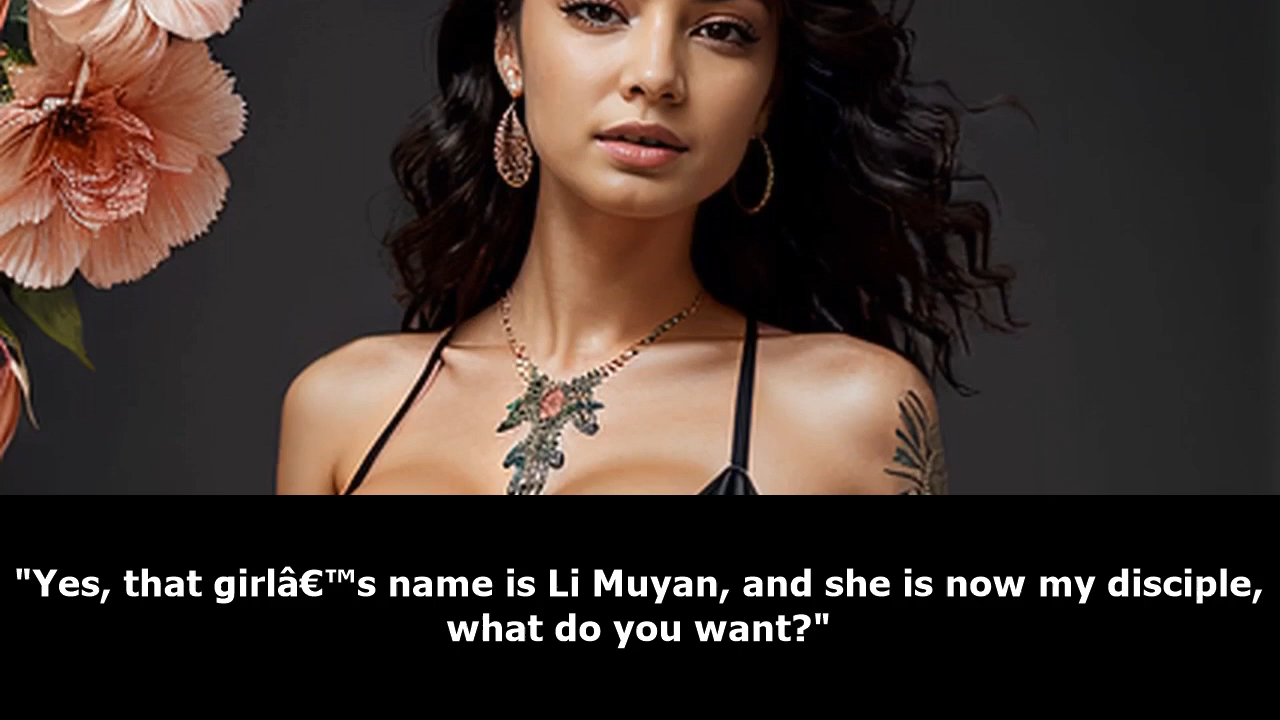 "Yes, that girlâ€™s name is Li Muyan, and she is now my disciple,
what do you want?"